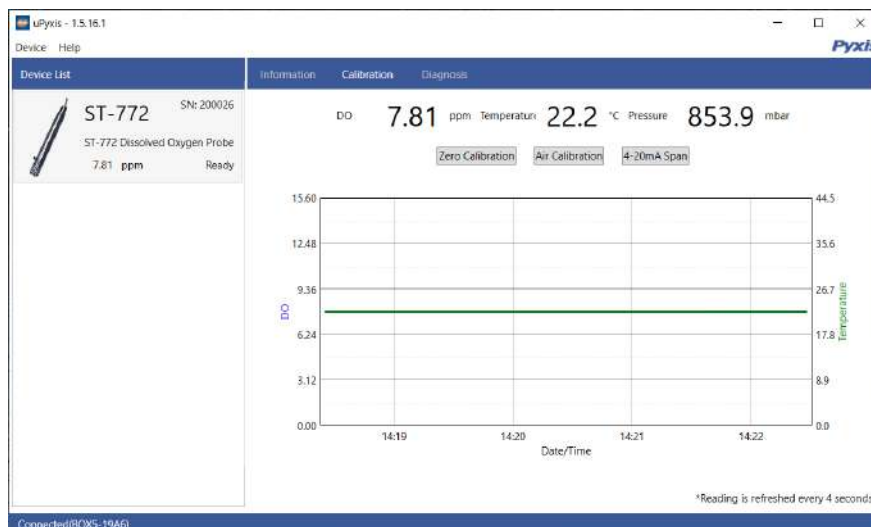 uPyxis - 1.5.16.1
Device Help
Pyxis
Device List
Information Calibration Diagnosis
ST-772 SN: 200026
ST-772 Dissolved Oxygen Probe
7.81 ppm Ready
DO 7.81 ppm Temperatur 22.2 °C Pressure 853.9 mbar
Zero Calibration Air Calibration 4-20mA Span
15.60 44.5
12.48 35.6
9.36 26.7
DO
Temperature
6.24 17.8
3.12 8.9
0.00 0.0
14:19 14:20 14:21 14:22
Date/Time
*Reading is refreshed every 4 seconds
Connected(BOX5-19A6)